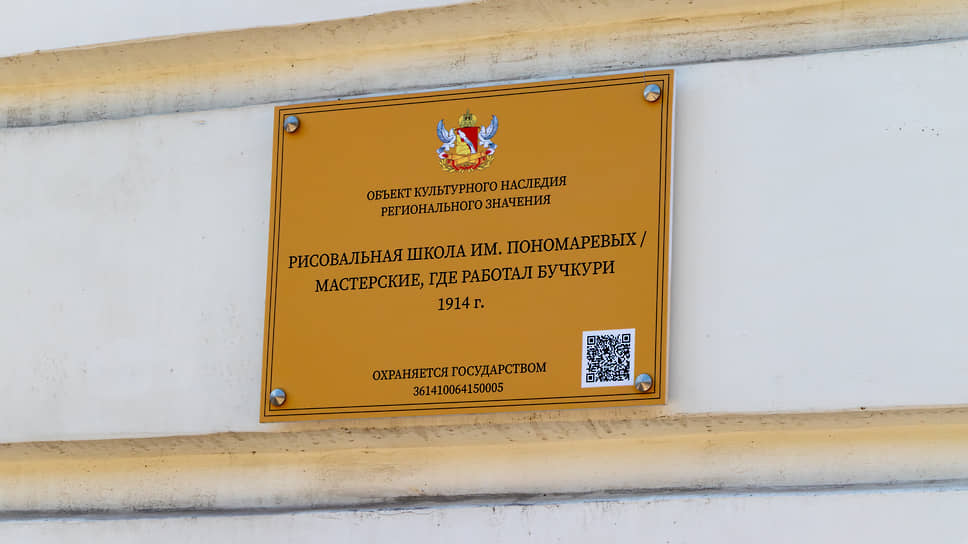 ОБЪЕКТ КУЛЬТУРНОГО НАСЛЕДИЯ
РЕГИОНАЛЬНОГО ЗНАЧЕНИЯ
РИСОВАЛЬНАЯ ШКОЛА ИМ. ПОНОМАРЕВЫХ /
МАСТЕРСКИЕ, ГДЕ РАБОТАЛ БУЧКУРИ
1914 г.
ОХРАНЯЕТСЯ ГОСУДАРСТВОМ
361410064150005